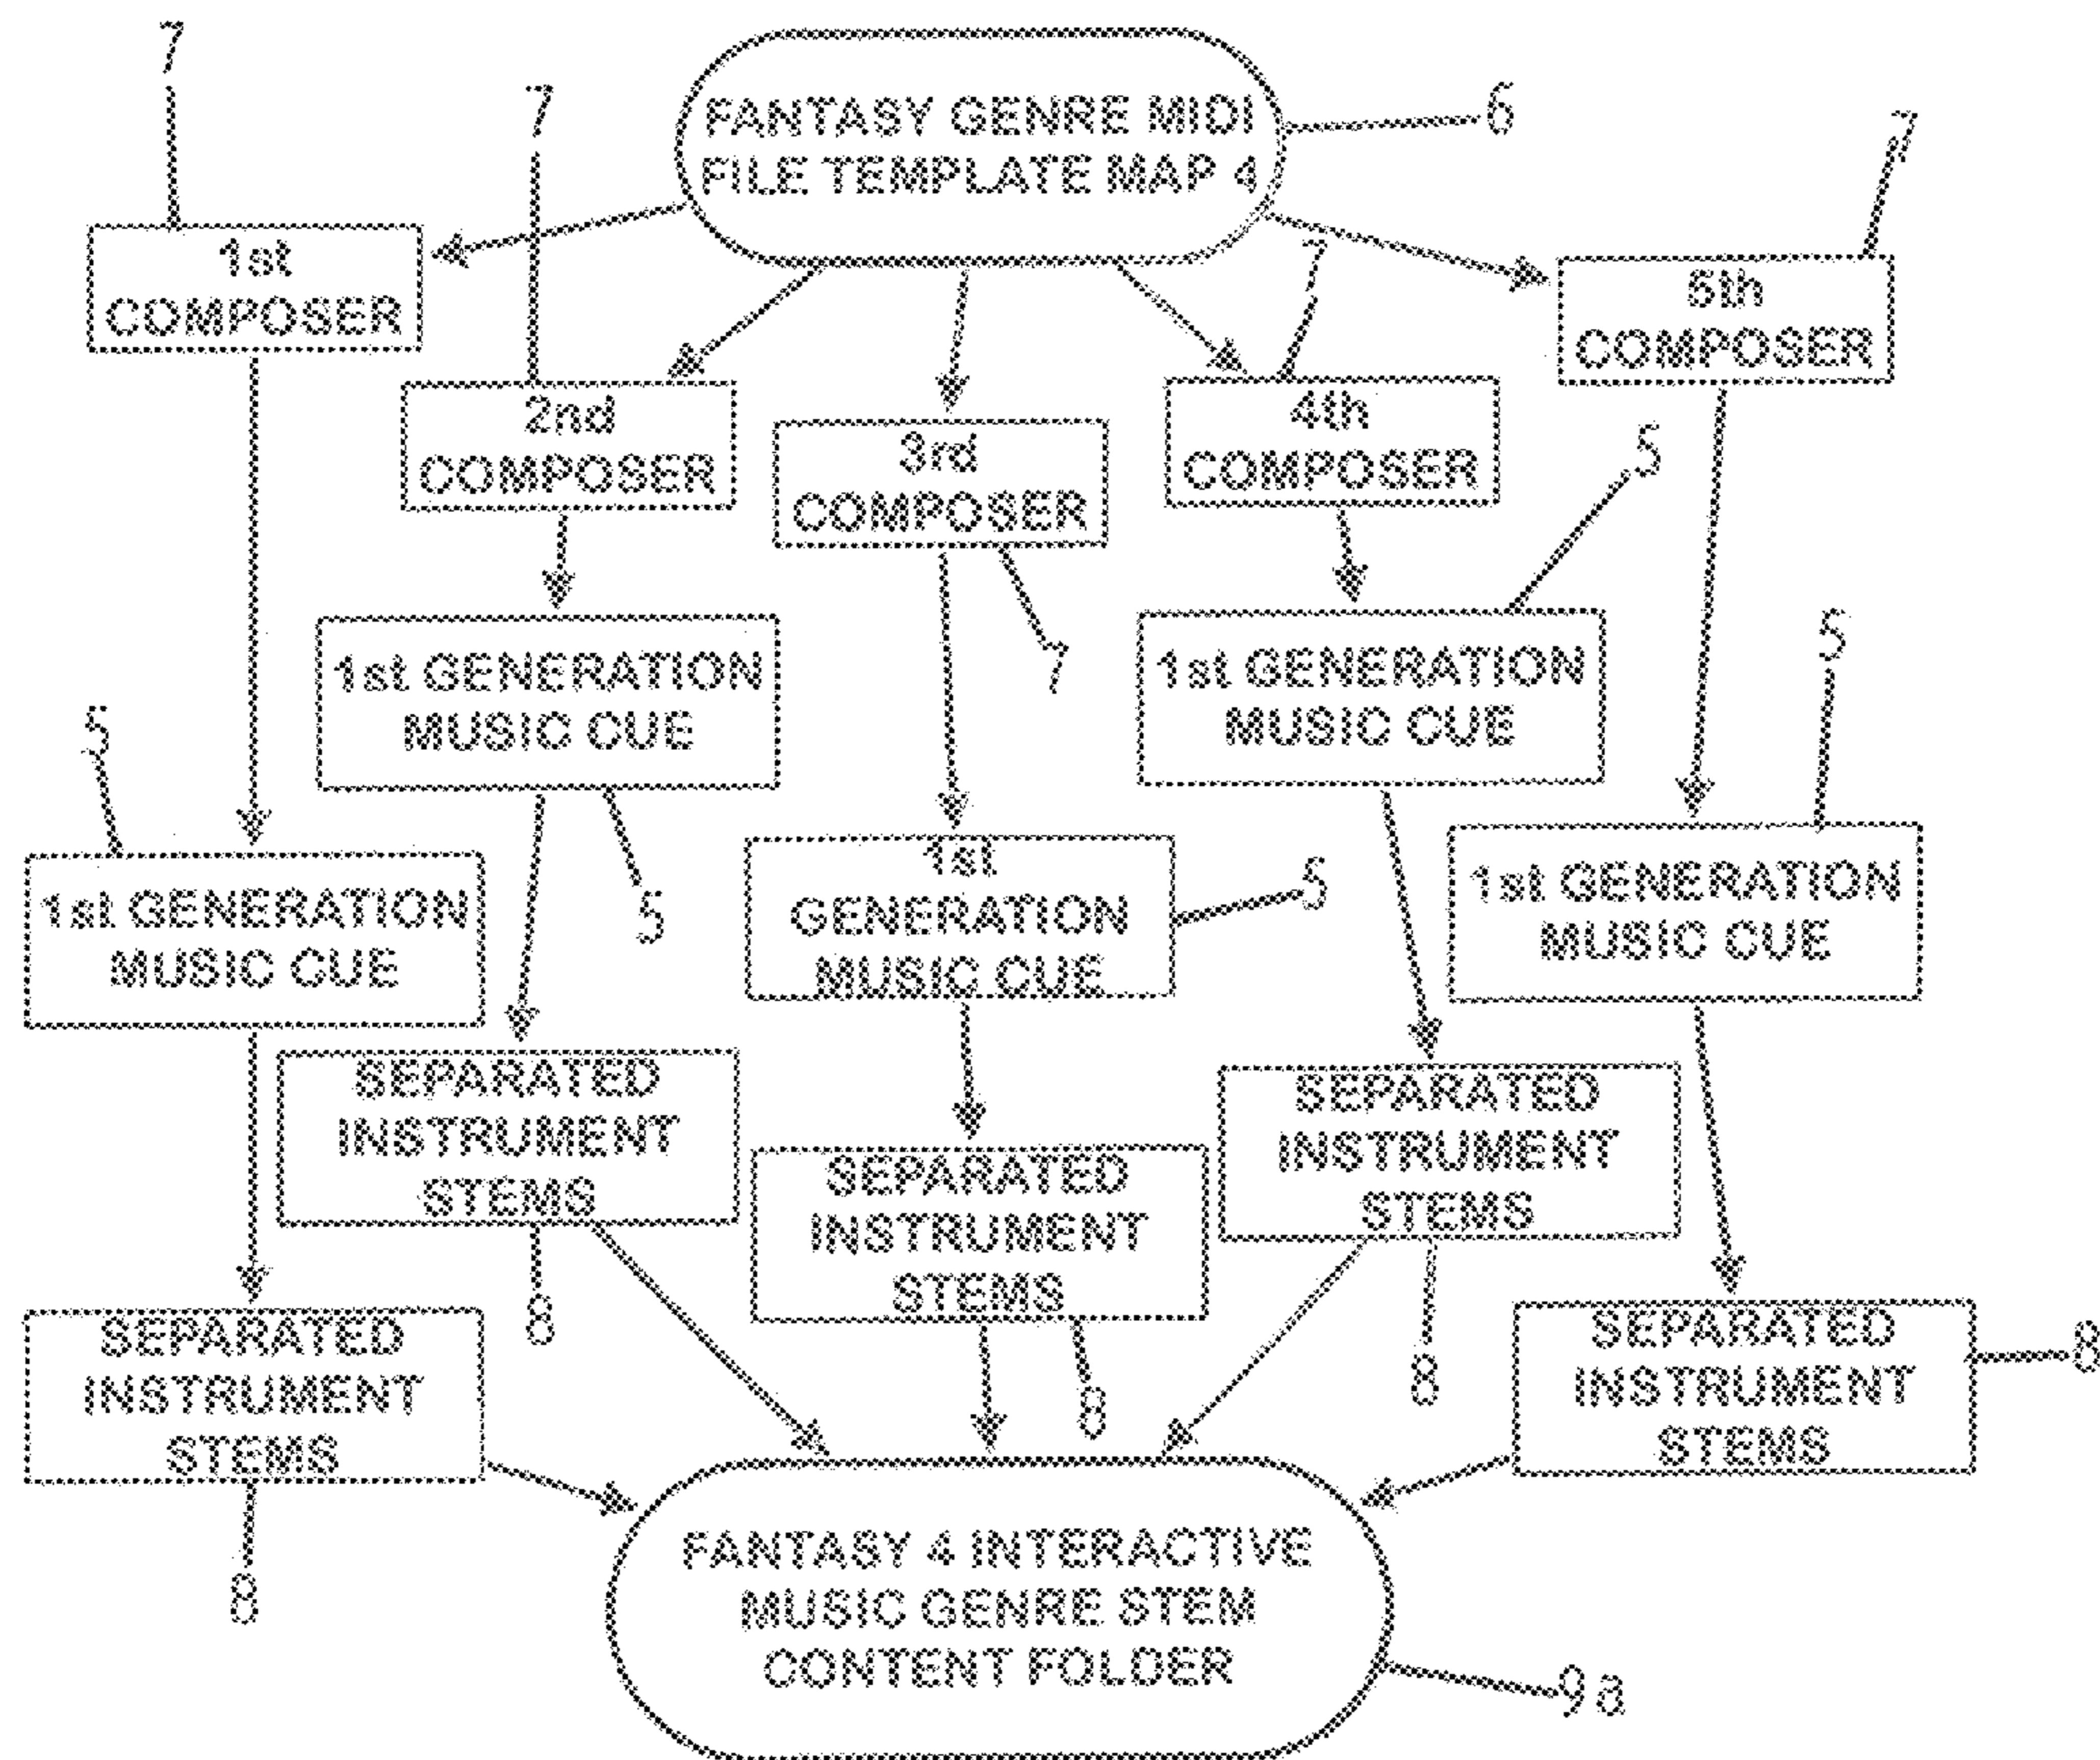 7
7
FANTASY GENRE MIDI
FILE TEMPLATE MAP 4
6
7
1st
COMPOSER
7
5th
COMPOSER
2nd
COMPOSER
3rd
COMPOSER
4th
COMPOSER
5
1st GENERATION
MUSIC CUE
7
1st GENERATION
MUSIC CUE
5
5
1st GENERATION
MUSIC CUE
5
1st
GENERATION
MUSIC CUE
5
1st GENERATION
MUSIC CUE
SEPARATED
INSTRUMENT
STEMS
8
SEPARATED
INSTRUMENT
STEMS
8
SEPARATED
INSTRUMENT
STEMS
8
SEPARATED
INSTRUMENT
STEMS
8
SEPARATED
INSTRUMENT
STEMS
8
FANTASY 4 INTERACTIVE
MUSIC GENRE STEM
CONTENT FOLDER
9a